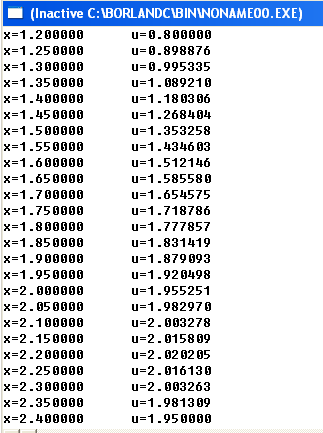 (Inactive C:\BORLANDC\BIN\NONAME00.EXE)
x=1.200000 u=0.800000
x=1.250000 u=0.898876
x=1.300000 u=0.995335
x=1.350000 u=1.089210
x=1.400000 u=1.180306
x=1.450000 u=1.268404
x=1.500000 u=1.353258
x=1.550000 u=1.434603
x=1.600000 u=1.512146
x=1.650000 u=1.585580
x=1.700000 u=1.654575
x=1.750000 u=1.718786
x=1.800000 u=1.777857
x=1.850000 u=1.831419
x=1.900000 u=1.879093
x=1.950000 u=1.920498
x=2.000000 u=1.955251
x=2.050000 u=1.982970
x=2.100000 u=2.003278
x=2.150000 u=2.015809
x=2.200000 u=2.020205
x=2.250000 u=2.016130
x=2.300000 u=2.003263
x=2.350000 u=1.981309
x=2.400000 u=1.950000